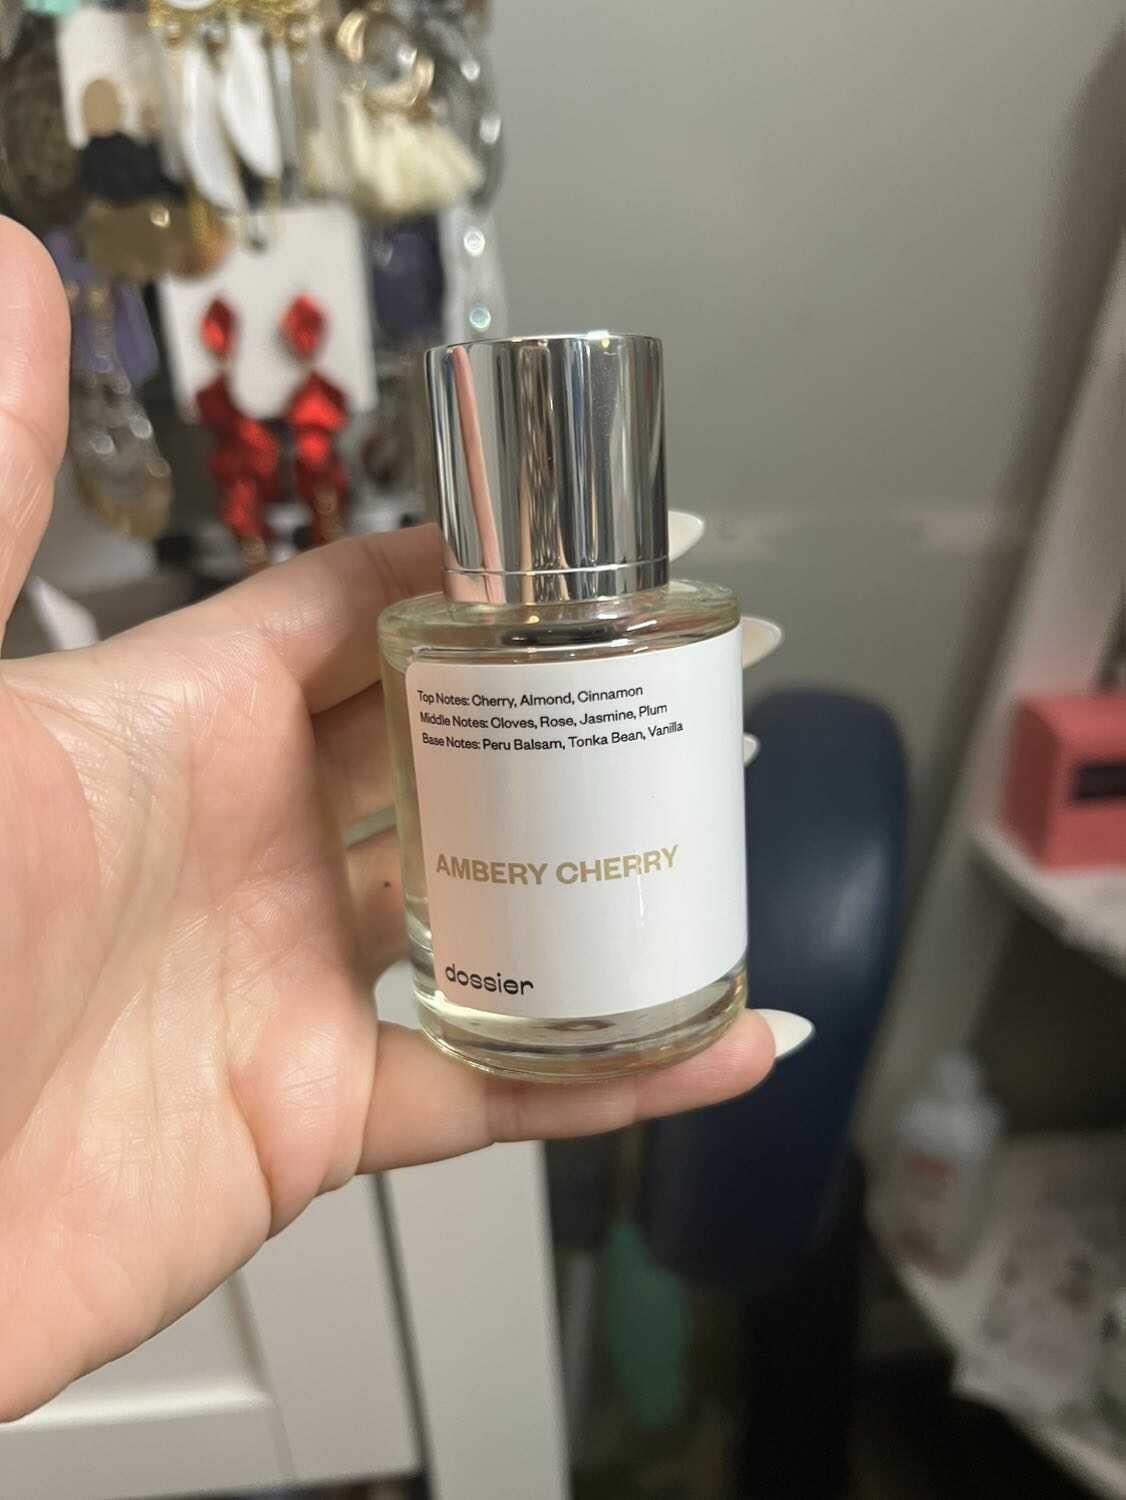 Top Notes: Cherry, Almond, Cinnamon
Middle Notes: Cloves, Rose, Jasmine, Plum
Base Notes: Peru Balsam, Tonka Bean, Vanilla
AMBERY CHERRY
dossier